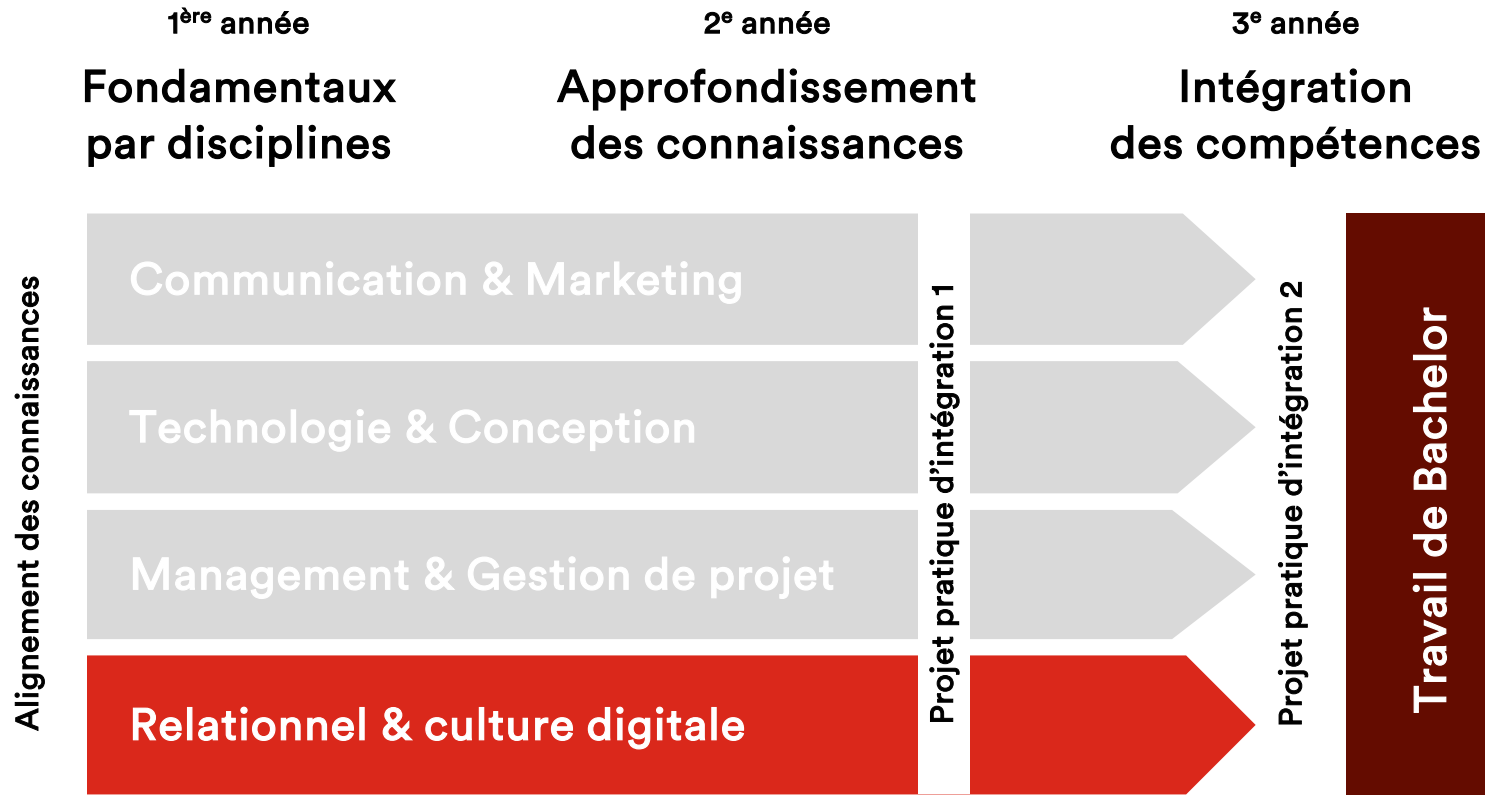 1ère année
Fondamentaux
par disciplines
2e année
Approfondissement
des connaissances
3e année
Intégration
des compétences
Alignement des connaissances
Communication & Marketing
Technologie & Conception
Management & Gestion de projet
Relationnel & culture digitale
Projet pratique d’intégration 1
Projet pratique d’intégration 2
Travail de Bachelor